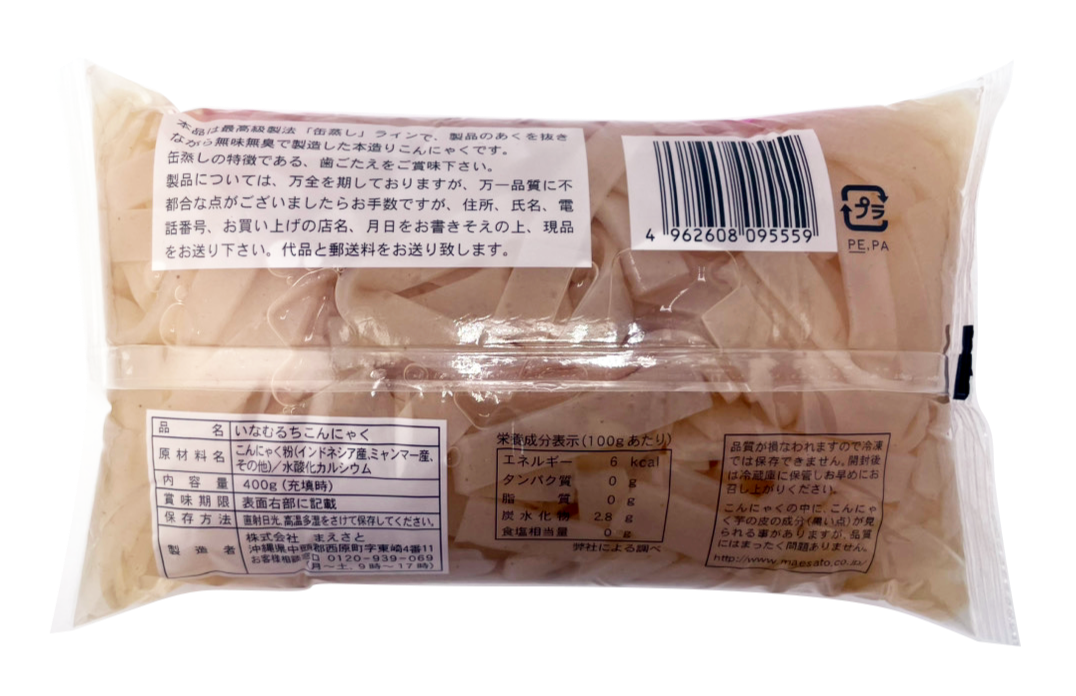 本品は最高級製法「缶蒸し」ラインで、製品のあくを抜き
ながら無味無臭で製造した本造りこんにゃくです。
缶蒸しの特徴である、歯ごたえをご賞味下さい。
製品については、万全を期しておりますが、万一品質に不
都合な点がございましたらお手数ですが、住所、氏名、電
話番号、お買い上げの店名、月日をお書きそえの上、現品
をお送り下さい。代品と郵送料をお送り致します。
4 962608 095559
プラ
PE,PA
品名 いなむるちこんにゃく
原材料名 こんにゃく粉(インドネシア産,ミャンマー産,
その他)/水酸化カルシウム
内容量 400g(充填時)
賞味期限 表面右部に記載
保存方法 直射日光,高温多湿をさけて保存してください。
製造者 株式会社 まえさと
沖縄県中頭郡西原町字東崎4番11
お客様相談 0120-939-069
月~土,9時~17時)
栄養成分表示(100gあたり)
エネルギー 6 kcal
タンパク質 0 g
脂質 0 g
炭水化物 2.8 g
食塩相当量 0 g
弊社による調べ
品質が損なわれますので冷凍
では保存できません。開封後
は冷蔵庫に保管しお早めにお
召し上がりください。
こんにゃくの中に、こんにゃ
く芋の皮の成分(黒い点)が見
られる事がありますが、品質
にはまったく問題ありません。
http://www.maesato.co.jp/